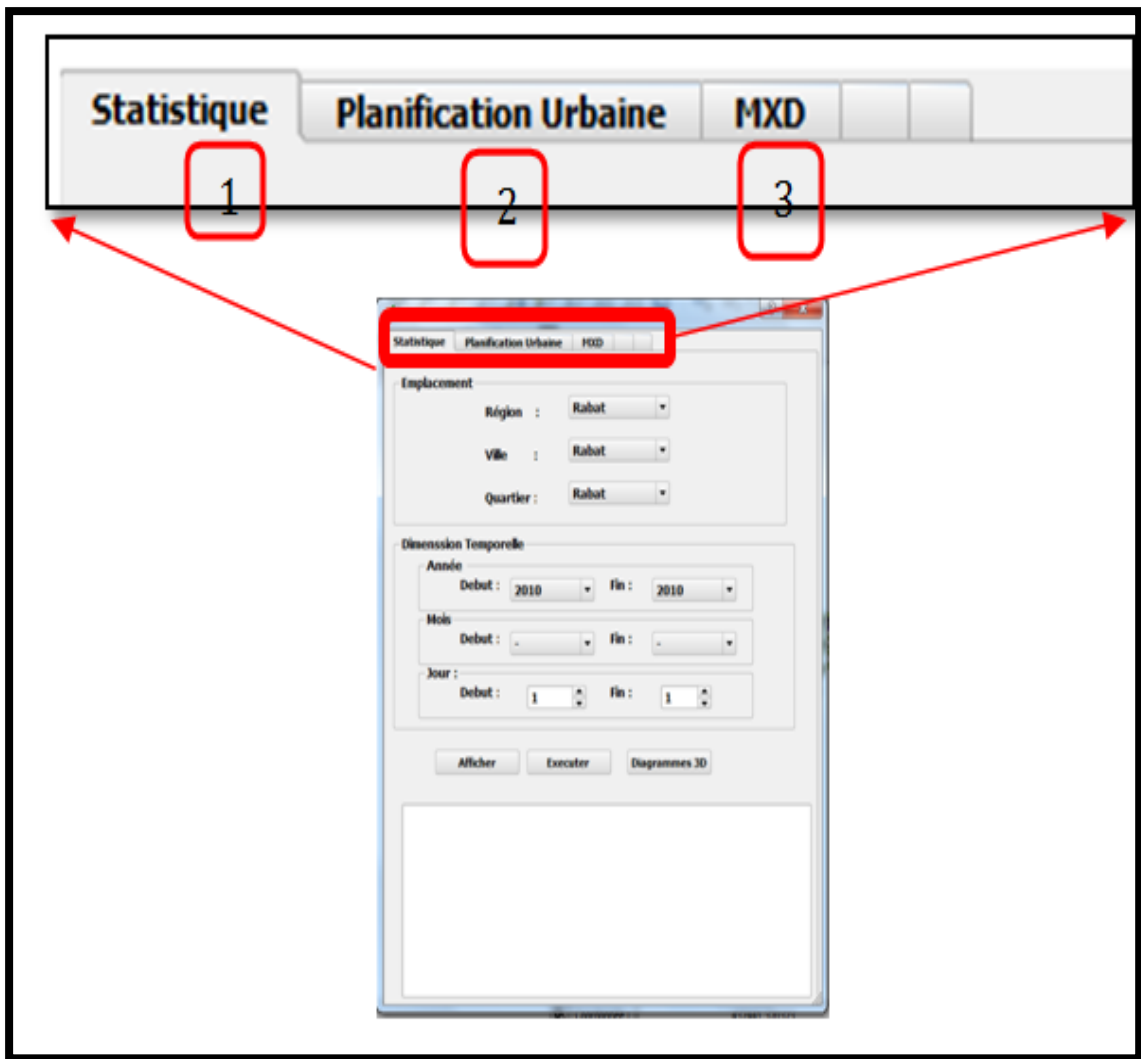 Statistique Planification Urbaine MXD
1 2 3
Statistique Planification Urbaine MXD
Emplacement
Région : Rabat
Ville : Rabat
Quartier : Rabat
Dimenssion Temporelle
Année
Debut : 2010 Fin : 2010
Mois
Debut : - Fin : -
Jour :
Debut : 1 Fin : 1
Afficher Executer Diagrammes 3D